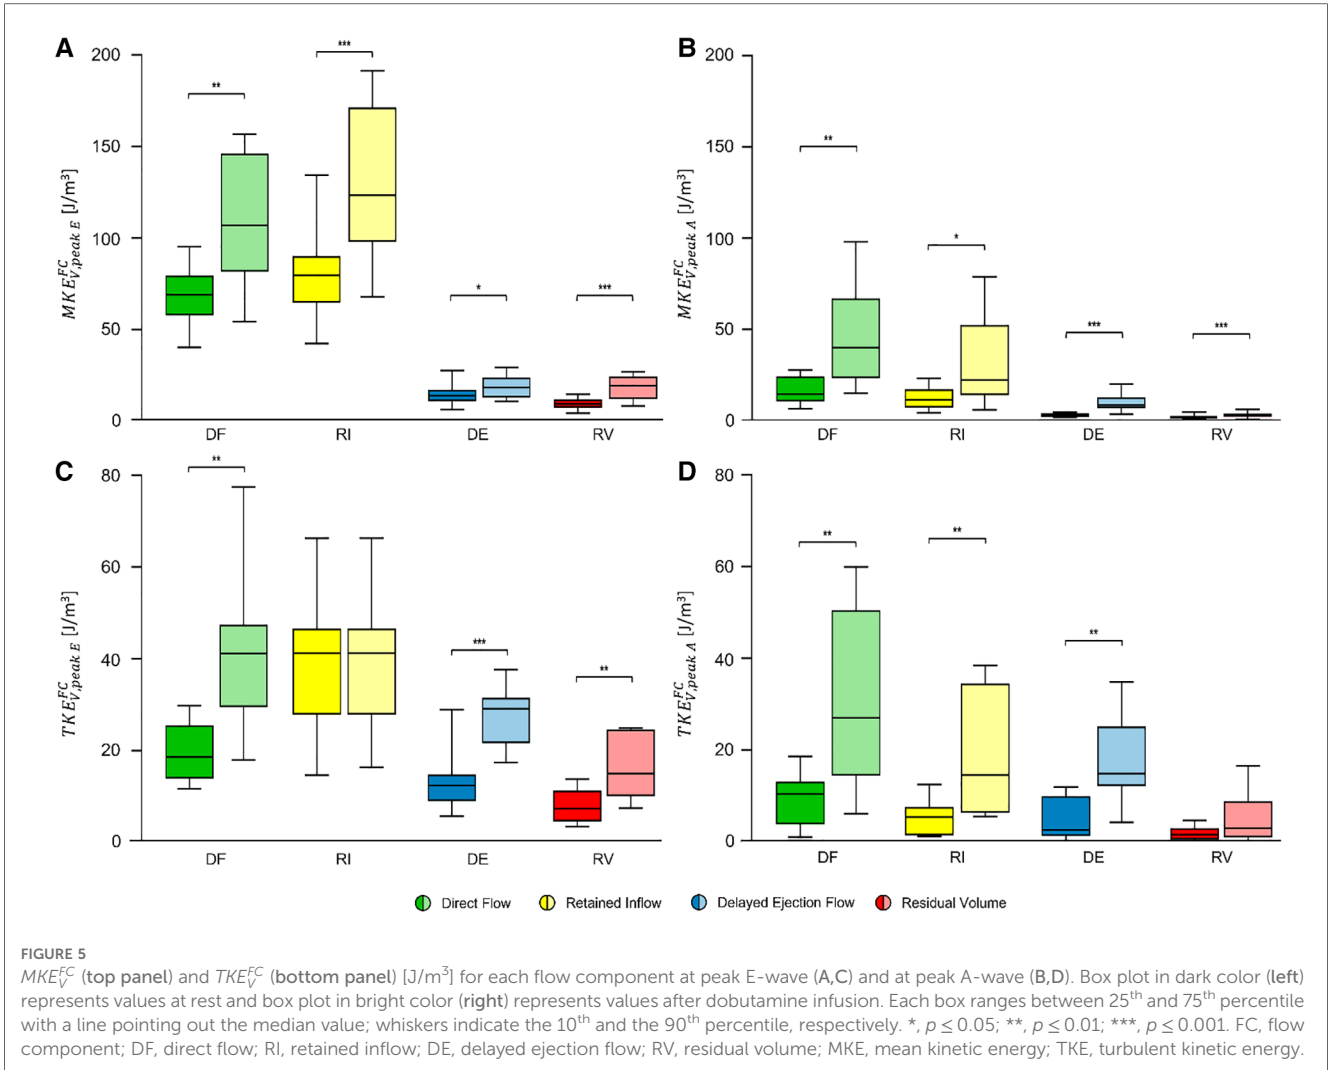 A
200
150
100
50
0
MKE^FC_V,peak E [J/m³]
**
***
*
***
DF RI DE RV
B
200
150
100
50
0
MKE^FC_V,peak A [J/m³]
**
*
***
***
DF RI DE RV
C
80
60
40
20
0
TKE^FC_V,peak E [J/m³]
**
***
**
DF RI DE RV
D
80
60
40
20
0
TKE^FC_V,peak A [J/m³]
**
**
**
DF RI DE RV
Direct Flow Retained Inflow Delayed Ejection Flow Residual Volume
FIGURE 5
MKE^FC_V (top panel) and TKE^FC_V (bottom panel) [J/m³] for each flow component at peak E-wave (A,C) and at peak A-wave (B,D). Box plot in dark color (left)
represents values at rest and box plot in bright color (right) represents values after dobutamine infusion. Each box ranges between 25th and 75th percentile
with a line pointing out the median value; whiskers indicate the 10th and the 90th percentile, respectively. *, p ≤ 0.05; **, p ≤ 0.01; ***, p ≤ 0.001. FC, flow
component; DF, direct flow; RI, retained inflow; DE, delayed ejection flow; RV, residual volume; MKE, mean kinetic energy; TKE, turbulent kinetic energy.